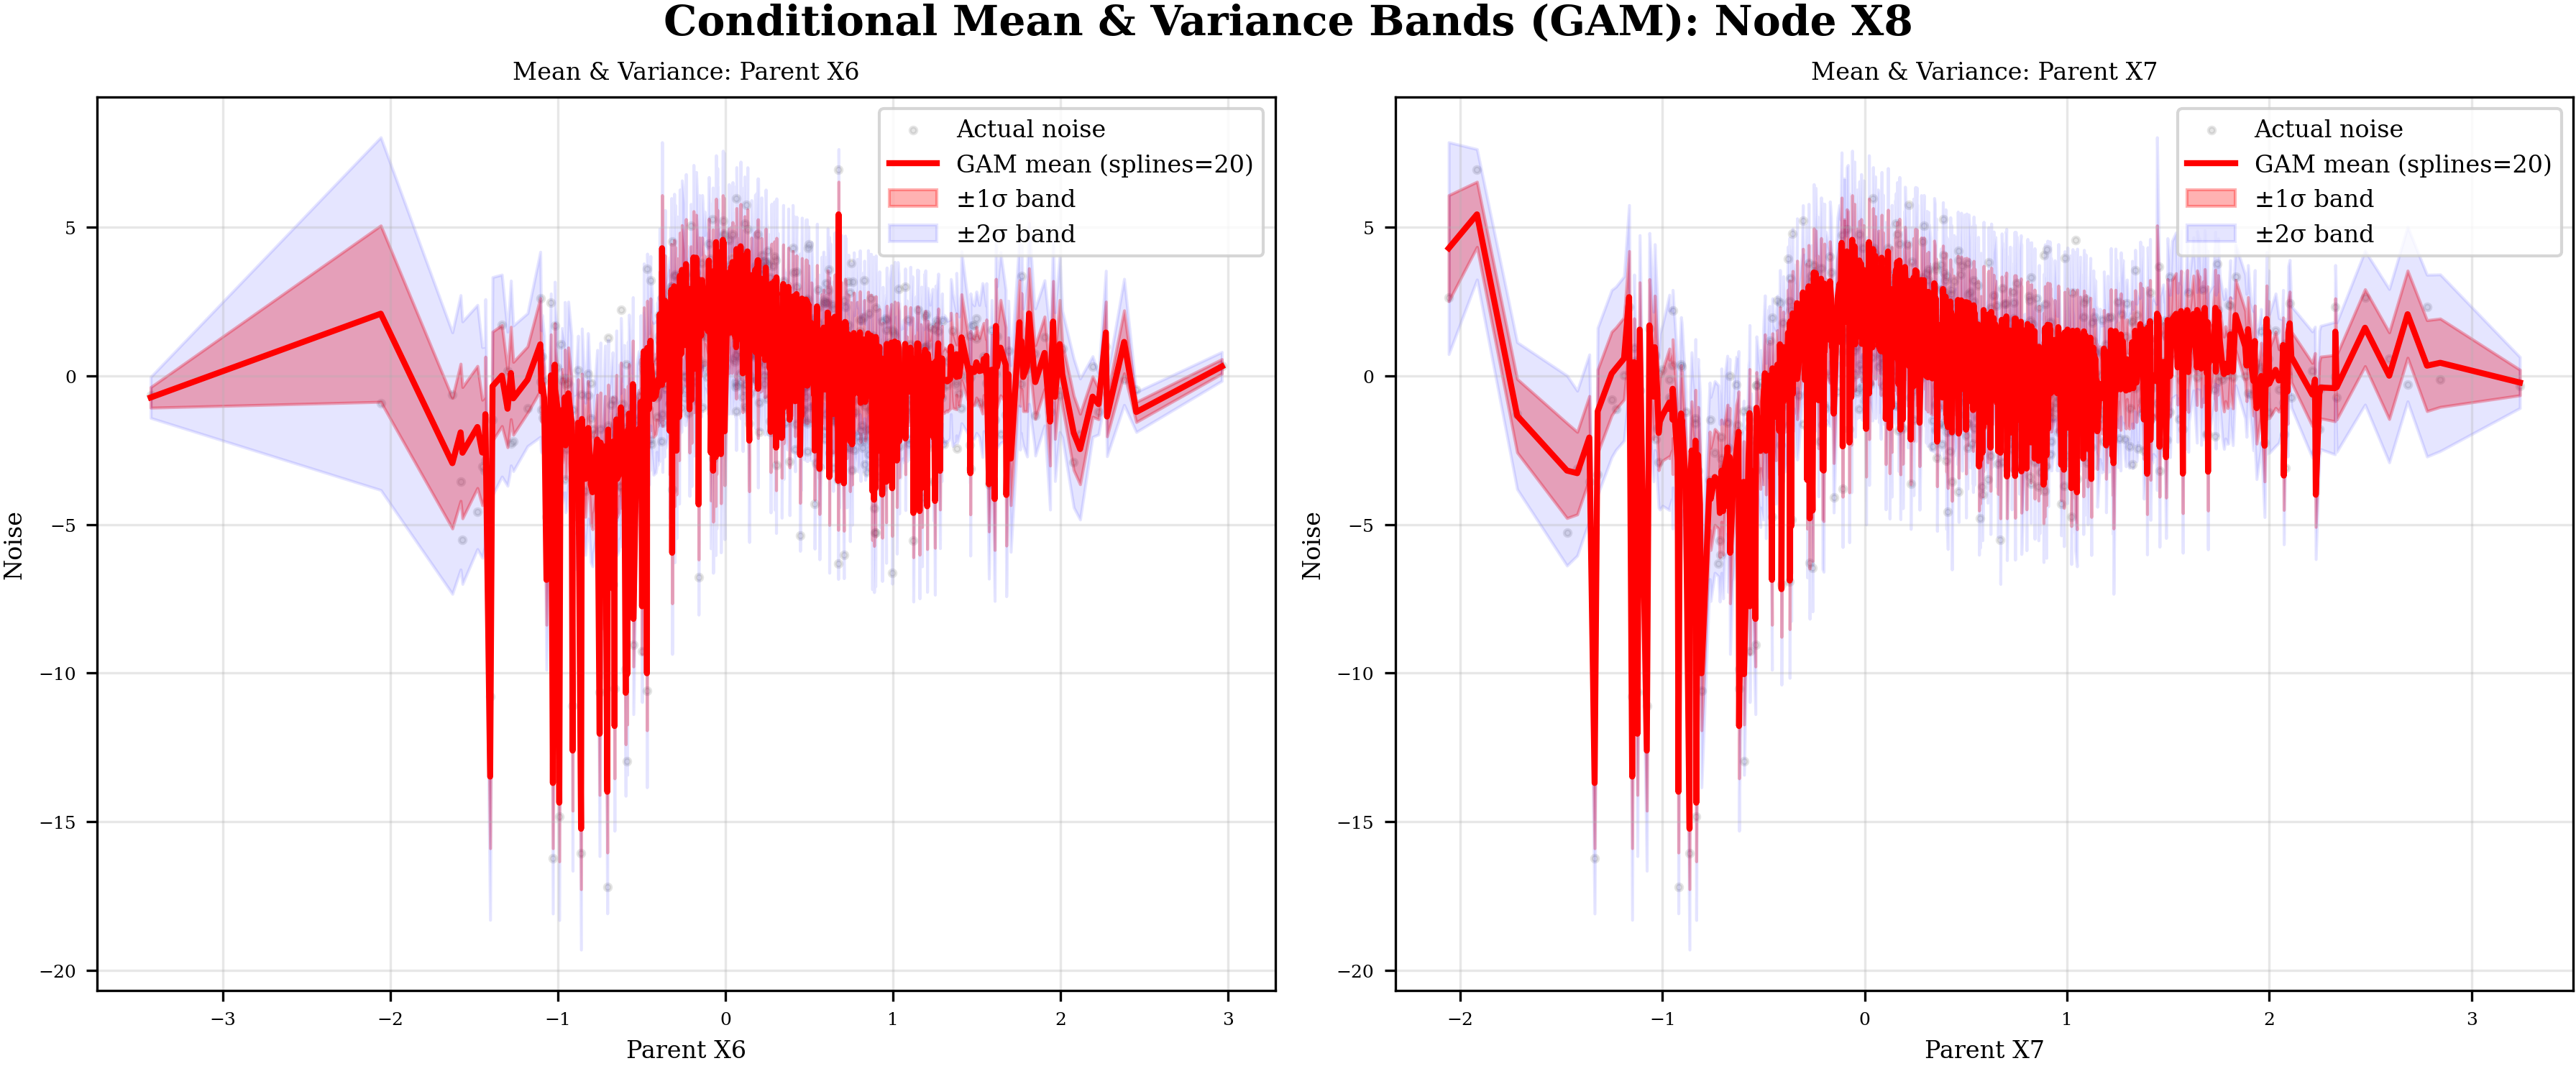 Conditional Mean & Variance Bands (GAM): Node X8
Mean & Variance: Parent X6
Actual noise
GAM mean (splines=20)
±1σ band
±2σ band
5
0
−5
−10
−15
−20
Noise
−3
−2
−1
0
1
2
3
Parent X6
Mean & Variance: Parent X7
Actual noise
GAM mean (splines=20)
±1σ band
±2σ band
5
0
−5
−10
−15
−20
Noise
−2
−1
0
1
2
3
Parent X7